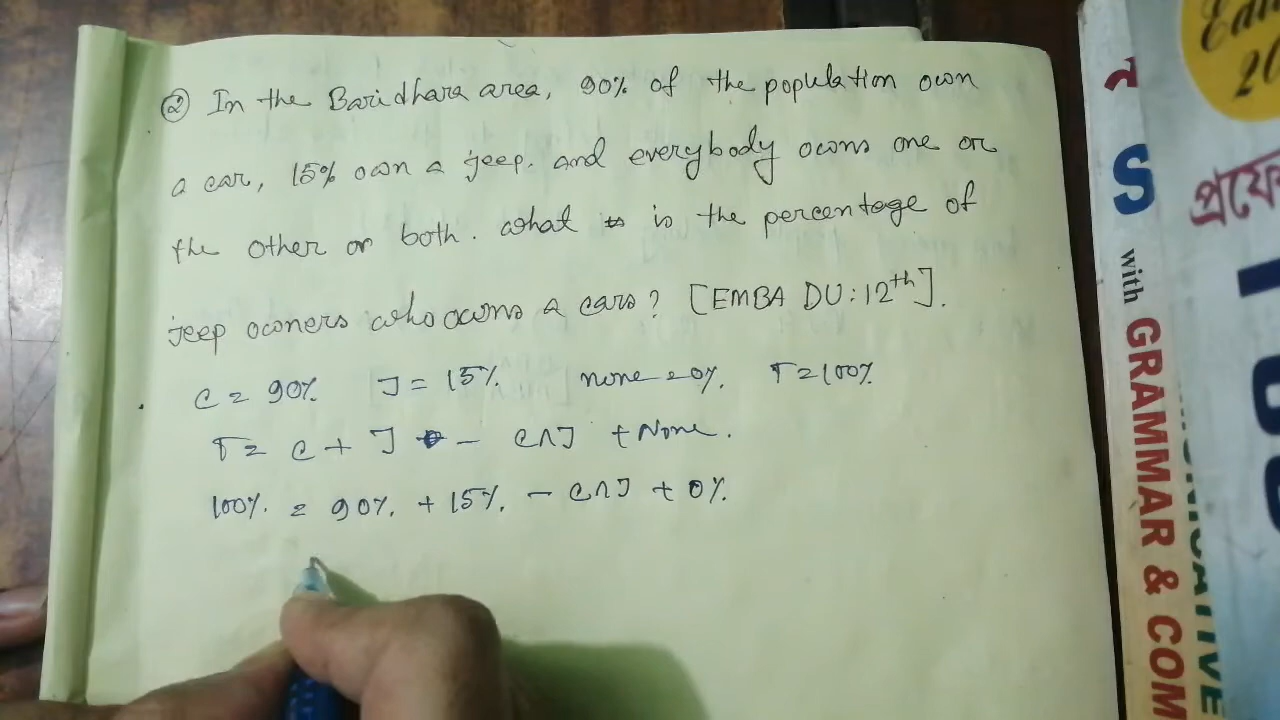 ② In the Baridhara area, 90% of the population own
a car, 15% own a jeep. and everybody owns one or
the other or both. what is the percentage of
jeep owners who owns a cars? [EMBA DU: 12th].
C = 90% J = 15% none = 0% T = 100%
T = C + J - C∩J + None.
100% = 90% + 15% - C∩J + 0%
S
with
GRAMMAR & COM
প্রফে